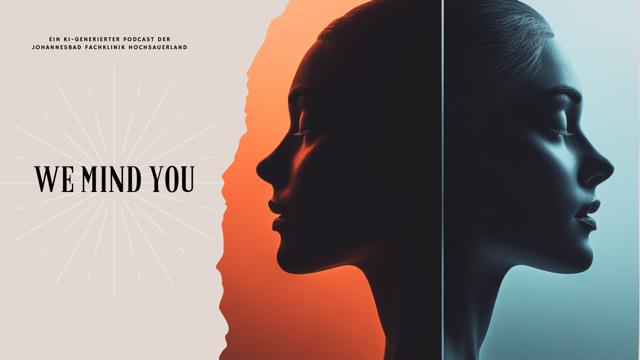 EIN KI-GENERIERTER PODCAST DER
JOHANNESBAD FACHKLINIK HOCHSAUERLAND
WE MIND YOU